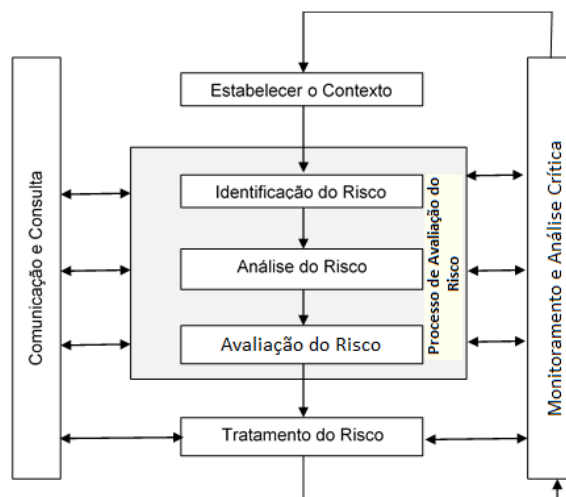 Estabelecer o Contexto
Comunicação e Consulta
Identificação do Risco
Análise do Risco
Avaliação do Risco
Processo de Avaliação do
Risco
Tratamento do Risco
Monitoramento e Análise Crítica